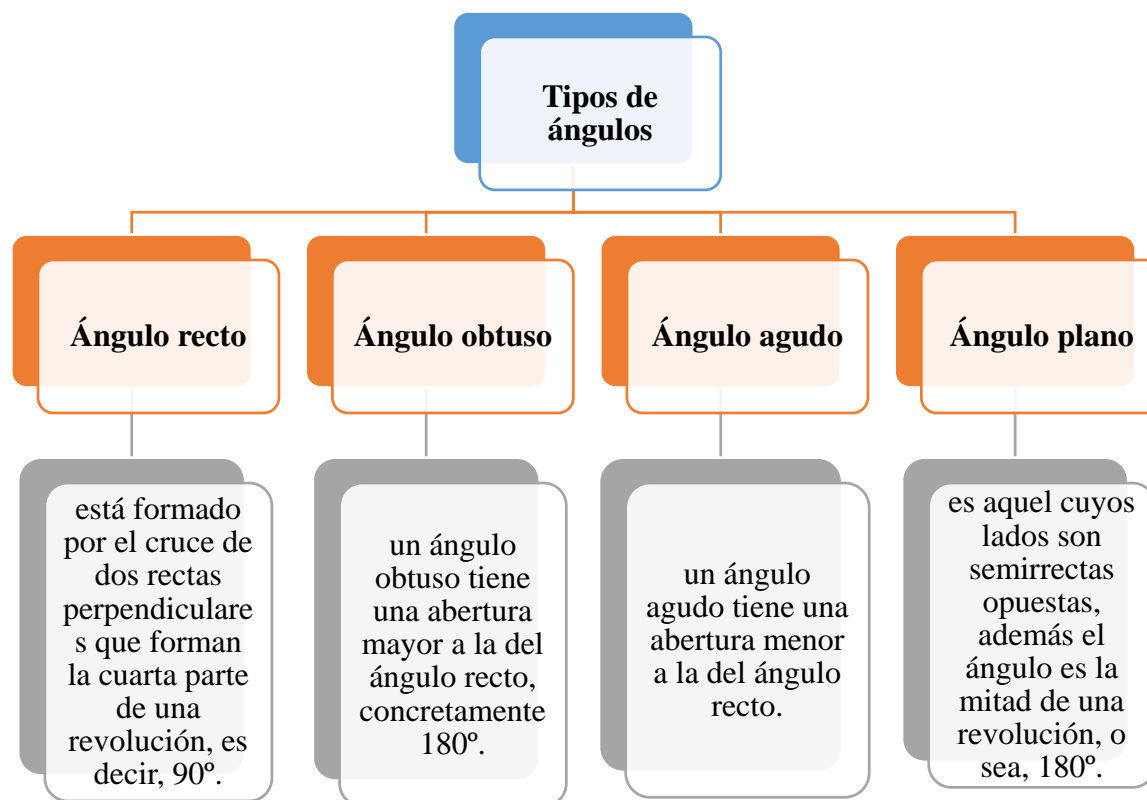 Tipos de
ángulos
Ángulo recto
Ángulo obtuso
Ángulo agudo
Ángulo plano
está formado
por el cruce de
dos rectas
perpendiculare
s que forman
la cuarta parte
de una
revolución, es
decir, 90º.
un ángulo
obtuso tiene
una abertura
mayor a la del
ángulo recto,
concretamente
180º.
un ángulo
agudo tiene una
abertura menor
a la del ángulo
recto.
es aquel cuyos
lados son
semirrectas
opuestas,
además el
ángulo es la
mitad de una
revolución, o
sea, 180º.